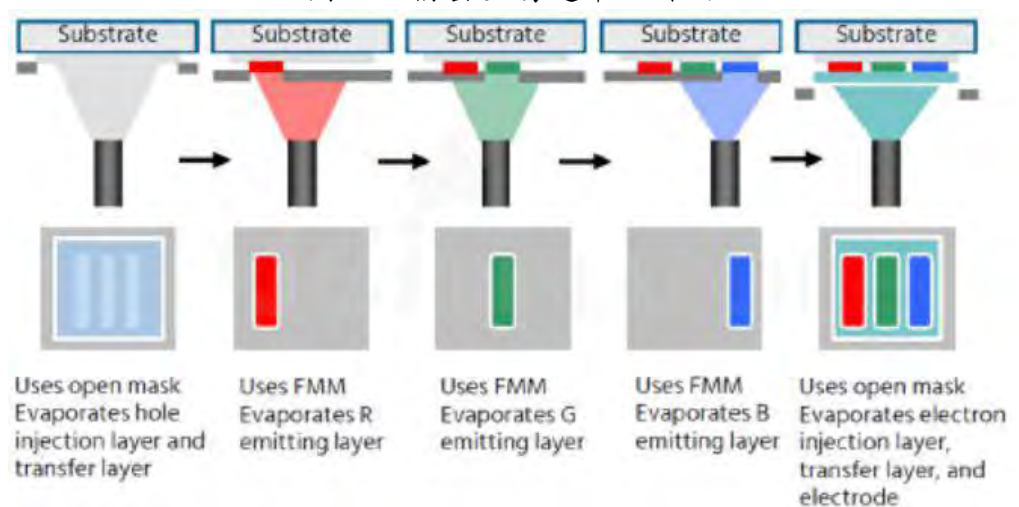 Substrate
Substrate
Substrate
Substrate
Substrate
Uses open mask
Evaporates hole
injection layer and
transfer layer
Uses FMM
Evaporates R
emitting layer
Uses FMM
Evaporates G
emitting layer
Uses FMM
Evaporates B
emitting layer
Uses open mask
Evaporates electron
injection layer,
transfer layer, and
electrode